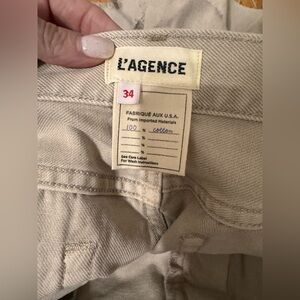 L'AGENCE
34
FABRIQUÉ AUX U.S.A.
From Imported Materials
100 % cotton
%
%
%
%
See Care Label
For Wash Instructions